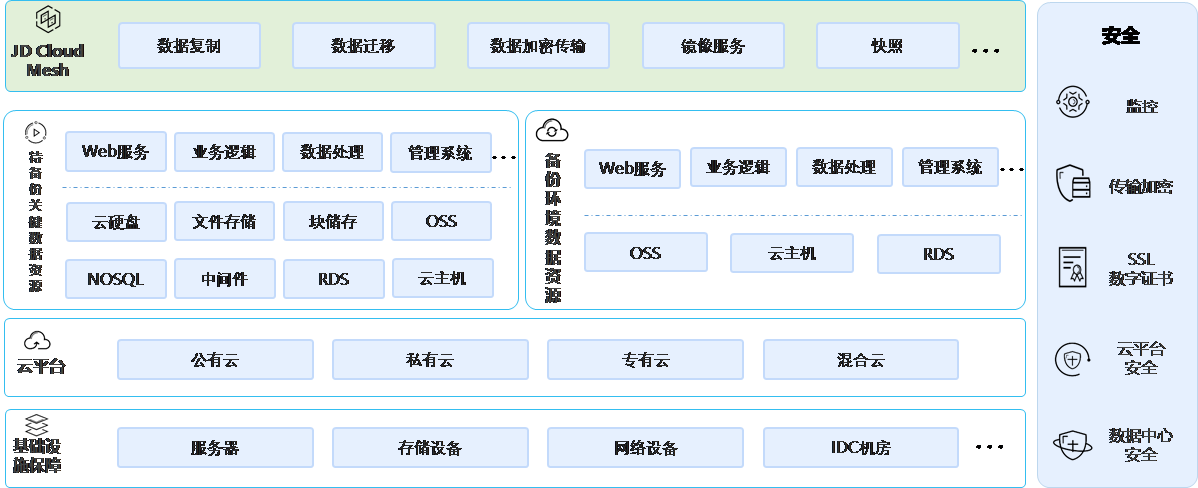 JD Cloud
Mesh
数据复制
数据迁移
数据加密传输
镜像服务
快照
...
待备份关键数据资源
Web服务
业务逻辑
数据处理
管理系统
...
云硬盘
文件存储
块储存
OSS
NOSQL
中间件
RDS
云主机
备份环境数据资源
Web服务
业务逻辑
数据处理
管理系统
...
OSS
云主机
RDS
云平台
公有云
私有云
专有云
混合云
基础设
施保障
服务器
存储设备
网络设备
IDC机房
...
安全
监控
传输加密
SSL
数字证书
云平台
安全
数据中心
安全